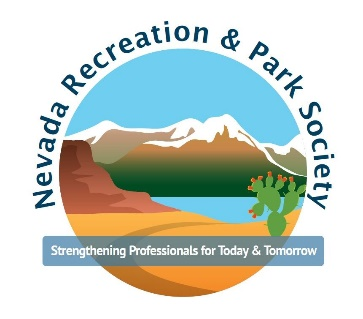 Nevada Recreation & Park Society
Strengthening Professionals for Today & Tomorrow